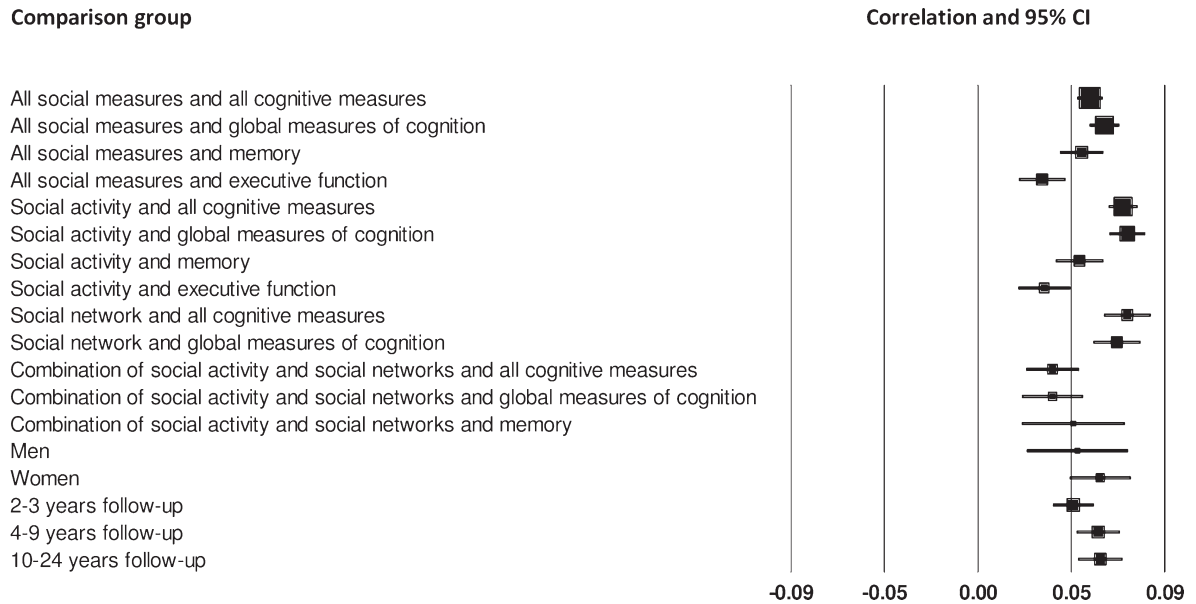 Comparison group Correlation and 95% CI
All social measures and all cognitive measures
All social measures and global measures of cognition
All social measures and memory
All social measures and executive function
Social activity and all cognitive measures
Social activity and global measures of cognition
Social activity and memory
Social activity and executive function
Social network and all cognitive measures
Social network and global measures of cognition
Combination of social activity and social networks and all cognitive measures
Combination of social activity and social networks and global measures of cognition
Combination of social activity and social networks and memory
Men
Women
2-3 years follow-up
4-9 years follow-up
10-24 years follow-up
-0.09 -0.05 0.00 0.05 0.09